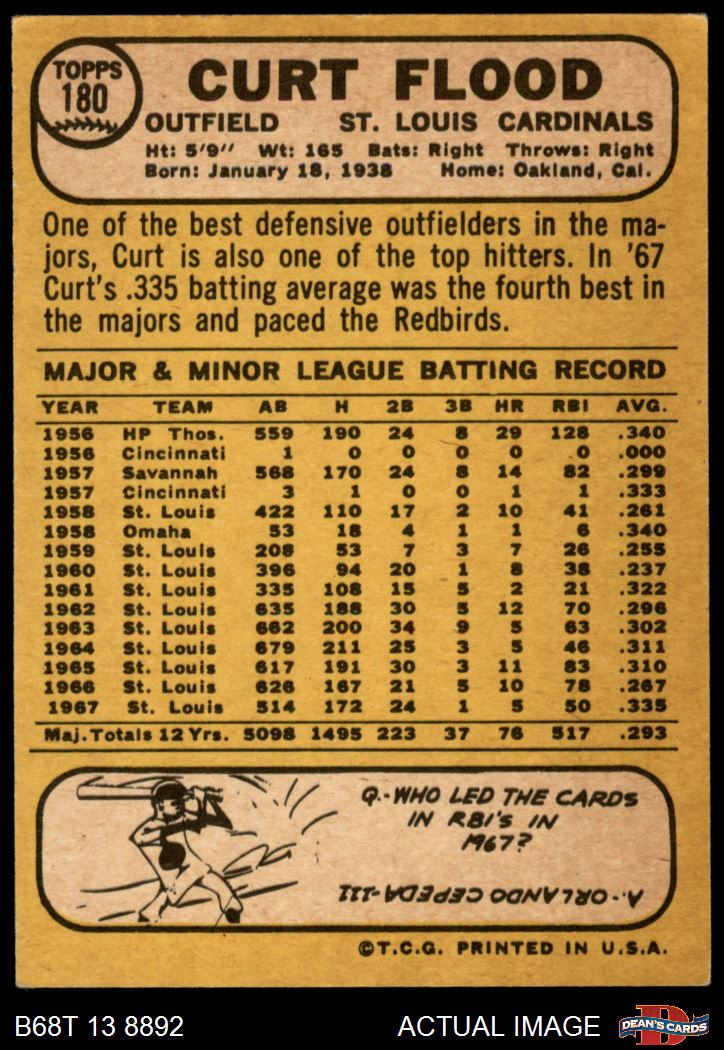 TOPPS
180
CURT FLOOD
OUTFIELD ST. LOUIS CARDINALS
Ht: 5'9" Wt: 165 Bats: Right Throws: Right
Born: January 18, 1938 Home: Oakland, Cal.
One of the best defensive outfielders in the ma-
jors, Curt is also one of the top hitters. In '67
Curt's .335 batting average was the fourth best in
the majors and paced the Redbirds.
MAJOR & MINOR LEAGUE BATTING RECORD
YEAR TEAM AB H 2B 3B HR RBI AVG.
1956 HP Thos. 559 190 24 8 29 128 .340
1956 Cincinnati 1 0 0 0 0 0 .000
1957 Savannah 568 170 24 8 14 82 .299
1957 Cincinnati 3 1 0 0 1 1 .333
1958 St. Louis 422 110 17 2 10 41 .261
1958 Omaha 53 18 4 1 1 6 .340
1959 St. Louis 208 53 7 3 7 26 .255
1960 St. Louis 396 94 20 1 8 38 .237
1961 St. Louis 335 108 15 5 2 21 .322
1962 St. Louis 635 188 30 5 12 70 .296
1963 St. Louis 662 200 34 9 5 63 .302
1964 St. Louis 679 211 25 3 5 46 .311
1965 St. Louis 617 191 30 3 11 83 .310
1966 St. Louis 626 167 21 5 10 78 .267
1967 St. Louis 514 172 24 1 5 50 .335
Maj. Totals 12 Yrs. 5098 1495 223 37 76 517 .293
Q.-WHO LED THE CARDS
IN RBI'S IN
1967?
A.-ORLANDO CEPEDA-111
©T.C.G. PRINTED IN U.S.A.
B68T 13 8892 ACTUAL IMAGE
D
DEAN'S CARDS